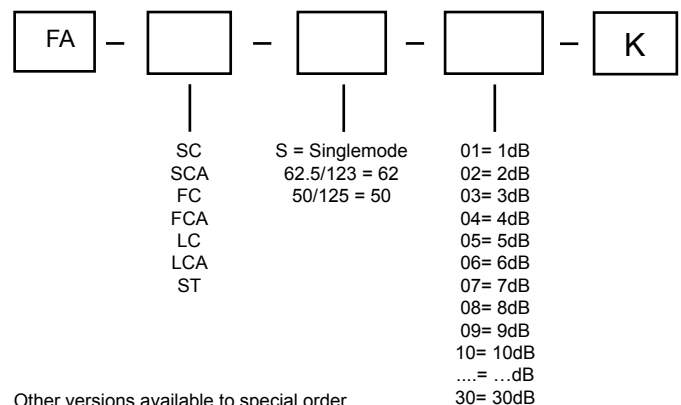 FA – – – – K
SC
SCA
FC
FCA
LC
LCA
ST
S = Singlemode
62.5/123 = 62
50/125 = 50
01= 1dB
02= 2dB
03= 3dB
04= 4dB
05= 5dB
06= 6dB
07= 7dB
08= 8dB
09= 9dB
10= 10dB
....= ...dB
30= 30dB
Other versions available to special order